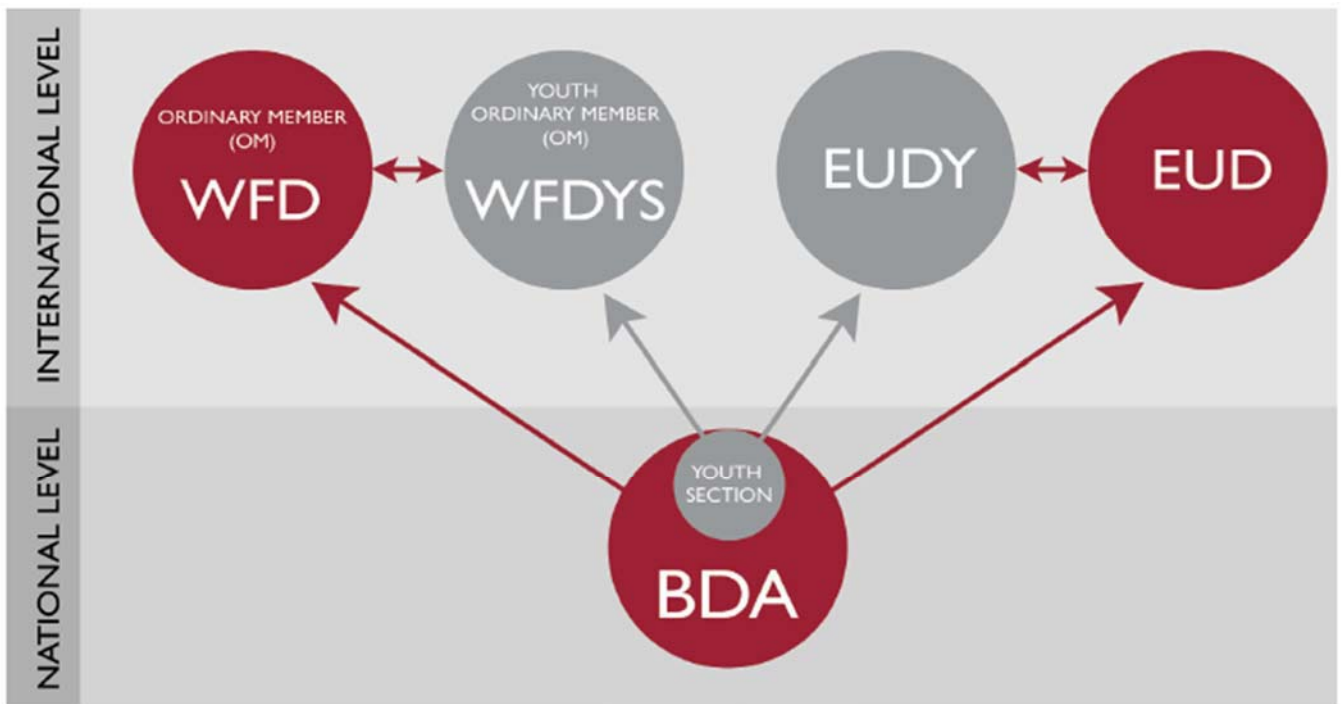 INTERNATIONAL LEVEL
ORDINARY MEMBER
(OM)
WFD
YOUTH
ORDINARY MEMBER
(OM)
WFDYS
EUDY
EUD
NATIONAL LEVEL
YOUTH
SECTION
BDA